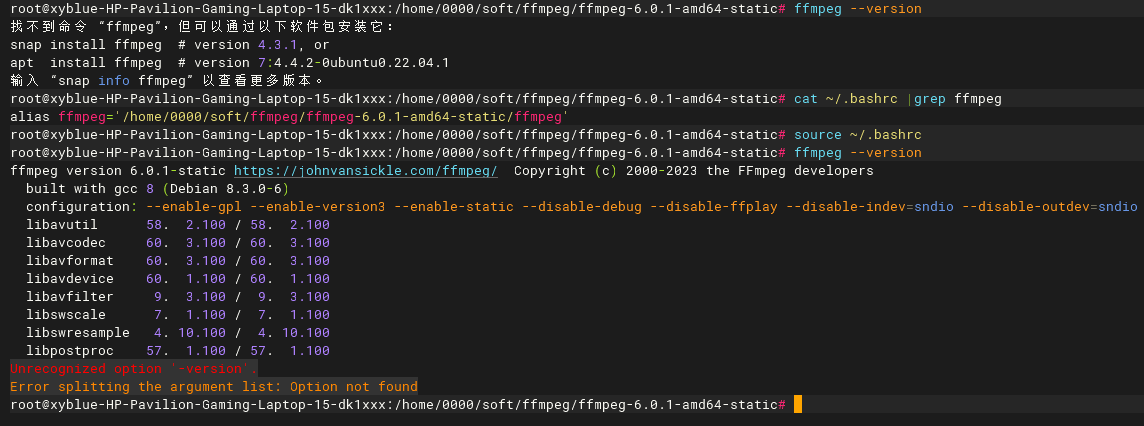 root@xyblue-HP-Pavilion-Gaming-Laptop-15-dk1xxx:/home/0000/soft/ffmpeg/ffmpeg-6.0.1-amd64-static# ffmpeg --version
找不到命令 “ffmpeg”，但可以通过以下软件包安装它：
snap install ffmpeg  # version 4.3.1, or
apt  install ffmpeg  # version 7:4.4.2-0ubuntu0.22.04.1
输入 “snap info ffmpeg” 以查看更多版本。
root@xyblue-HP-Pavilion-Gaming-Laptop-15-dk1xxx:/home/0000/soft/ffmpeg/ffmpeg-6.0.1-amd64-static# cat ~/.bashrc |grep ffmpeg
alias ffmpeg='/home/0000/soft/ffmpeg/ffmpeg-6.0.1-amd64-static/ffmpeg'
root@xyblue-HP-Pavilion-Gaming-Laptop-15-dk1xxx:/home/0000/soft/ffmpeg/ffmpeg-6.0.1-amd64-static# source ~/.bashrc
root@xyblue-HP-Pavilion-Gaming-Laptop-15-dk1xxx:/home/0000/soft/ffmpeg/ffmpeg-6.0.1-amd64-static# ffmpeg --version
ffmpeg version 6.0.1-static https://johnvansickle.com/ffmpeg/  Copyright (c) 2000-2023 the FFmpeg developers
  built with gcc 8 (Debian 8.3.0-6)
  configuration: --enable-gpl --enable-version3 --enable-static --disable-debug --disable-ffplay --disable-indev=sndio --disable-outdev=sndio
  libavutil      58.  2.100 / 58.  2.100
  libavcodec     60.  3.100 / 60.  3.100
  libavformat    60.  3.100 / 60.  3.100
  libavdevice    60.  1.100 / 60.  1.100
  libavfilter     9.  3.100 /  9.  3.100
  libswscale      7.  1.100 /  7.  1.100
  libswresample   4. 10.100 /  4. 10.100
  libpostproc    57.  1.100 / 57.  1.100
Unrecognized option '-version'.
Error splitting the argument list: Option not found
root@xyblue-HP-Pavilion-Gaming-Laptop-15-dk1xxx:/home/0000/soft/ffmpeg/ffmpeg-6.0.1-amd64-static#